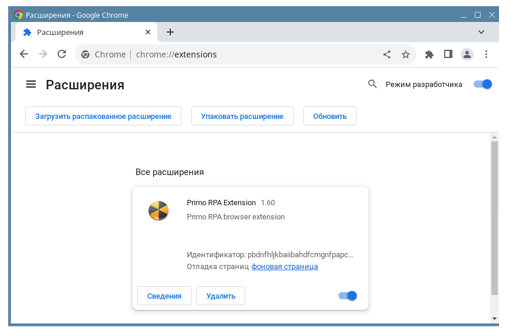 Расширения - Google Chrome
Расширения
Chrome | chrome://extensions
Расширения
Режим разработчика
Загрузить распакованное расширение
Упаковать расширение
Обновить
Все расширения
Primo RPA Extension 1.60
Primo RPA browser extension
Идентификатор: pbdnfhljkbaiibahdfcmgnfpapc...
Отладка страниц фоновая страница
Сведения
Удалить